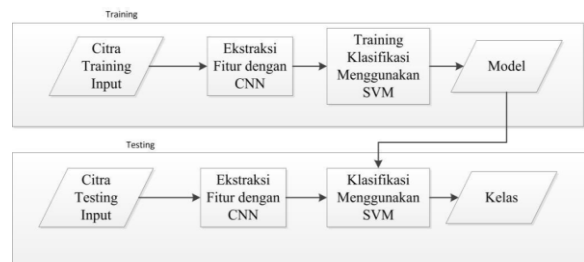 Training
Citra
Training
Input
Ekstraksi
Fitur dengan
CNN
Training
Klasifikasi
Menggunakan
SVM
Model
Testing
Citra
Testing
Input
Ekstraksi
Fitur dengan
CNN
Klasifikasi
Menggunakan
SVM
Kelas